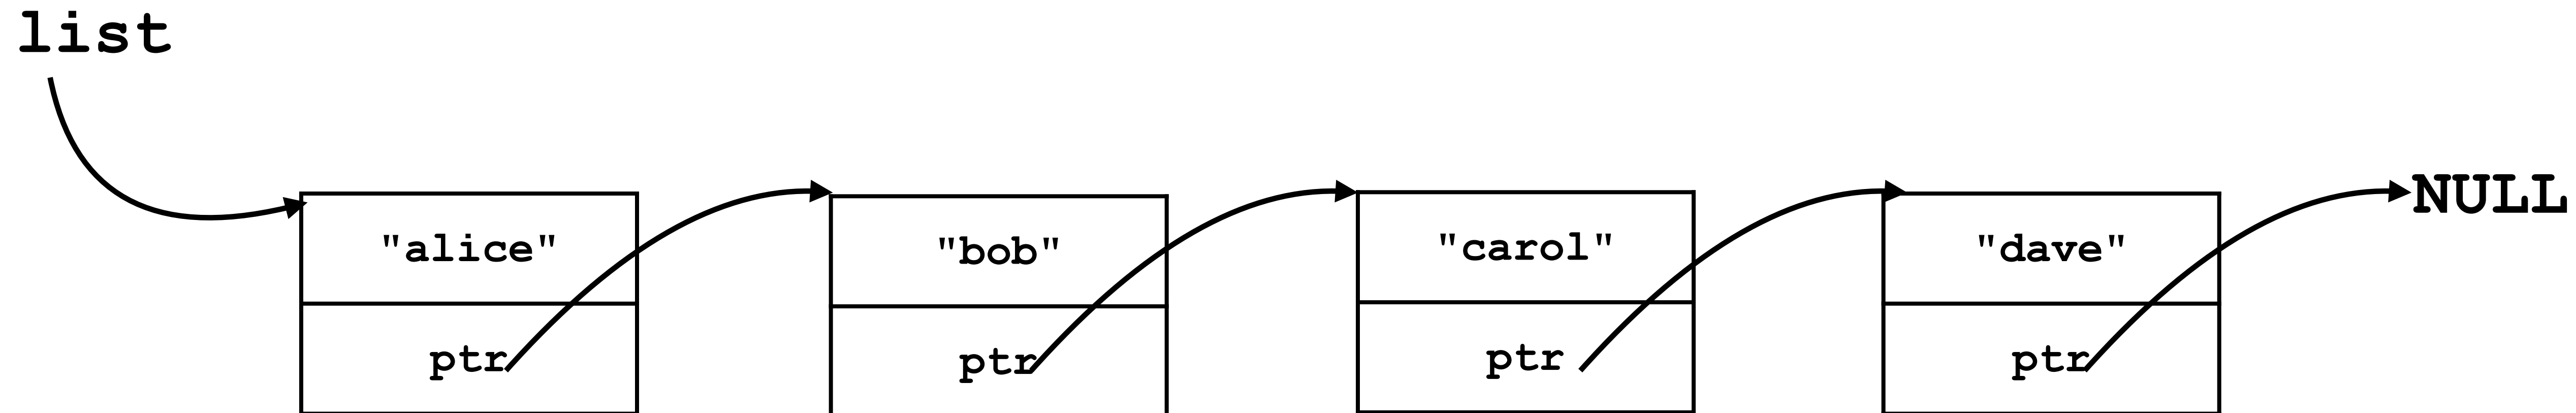 list
"alice" "bob" "carol" "dave" NULL
ptr ptr ptr ptr